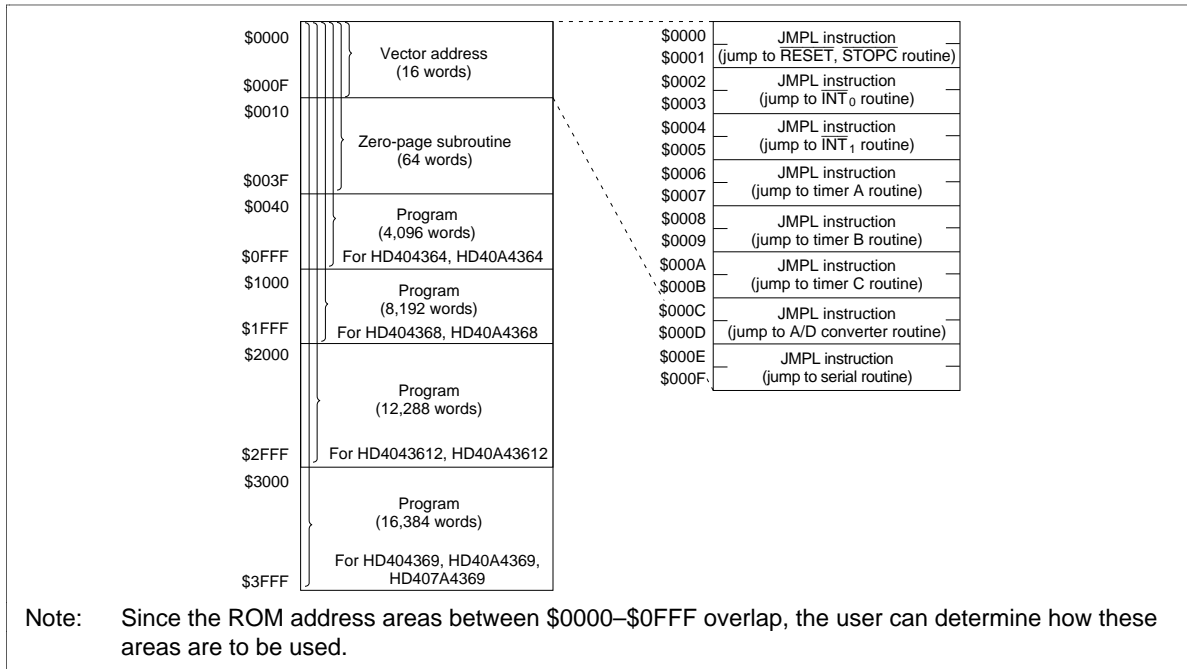 $0000
Vector address
(16 words)
$000F
$0010
Zero-page subroutine
(64 words)
$003F
$0040
Program
(4,096 words)
$0FFF
For HD404364, HD40A4364
$1000
Program
(8,192 words)
$1FFF
For HD404368, HD40A4368
$2000
Program
(12,288 words)
$2FFF
For HD4043612, HD40A43612
$3000
Program
(16,384 words)
For HD404369, HD40A4369,
HD407A4369
$3FFF
$0000
JMPL instruction
$0001
(jump to RESET, STOPC routine)
$0002
JMPL instruction
$0003
(jump to INT0 routine)
$0004
JMPL instruction
$0005
(jump to INT1 routine)
$0006
JMPL instruction
$0007
(jump to timer A routine)
$0008
JMPL instruction
$0009
(jump to timer B routine)
$000A
JMPL instruction
$000B
(jump to timer C routine)
$000C
JMPL instruction
$000D
(jump to A/D converter routine)
$000E
JMPL instruction
$000F
(jump to serial routine)
Note: Since the ROM address areas between $0000–$0FFF overlap, the user can determine how these
areas are to be used.